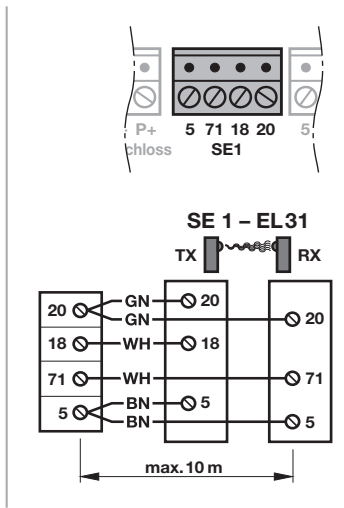 P+ 5 71 18 20 5
chloss SE1
SE 1 – EL31
TX RX
GN 20
20 GN 20
18 WH 18
71 WH 71
BN 5
5 BN 5
max. 10 m